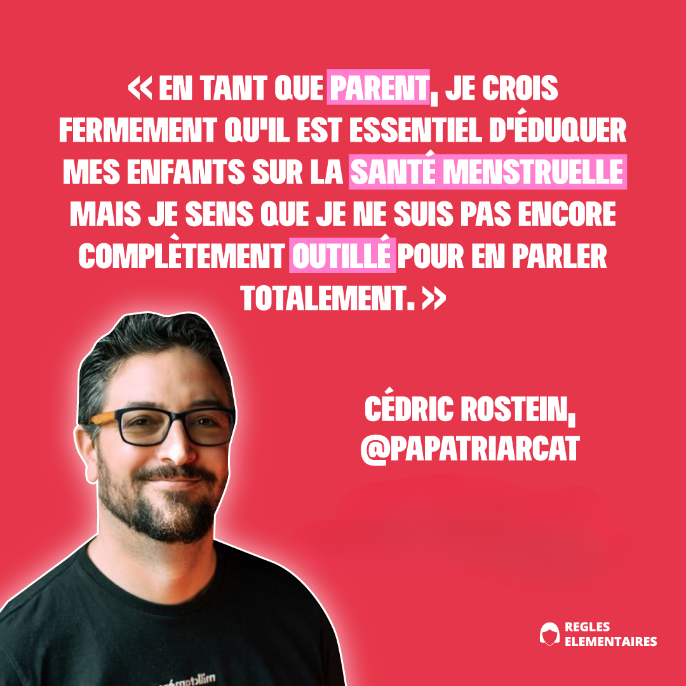 « EN TANT QUE PARENT, JE CROIS
FERMEMENT QU'IL EST ESSENTIEL D'ÉDUQUER
MES ENFANTS SUR LA SANTÉ MENSTRUELLE
MAIS JE SENS QUE JE NE SUIS PAS ENCORE
COMPLÈTEMENT OUTILLÉ POUR EN PARLER
TOTALEMENT. »
CÉDRIC ROSTEIN,
@PAPATRIARCAT
REGLES
ELEMENTAIRES